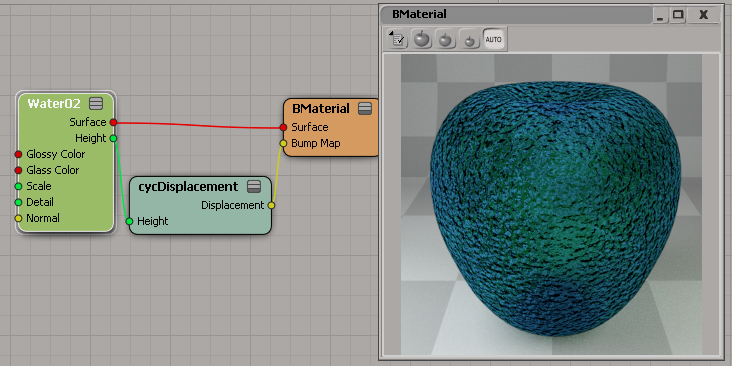 BMaterial
AUTO
Water02
Surface
Height
Glossy Color
Glass Color
Scale
Detail
Normal
cycDisplacement
Displacement
Height
BMaterial
Surface
Bump Map